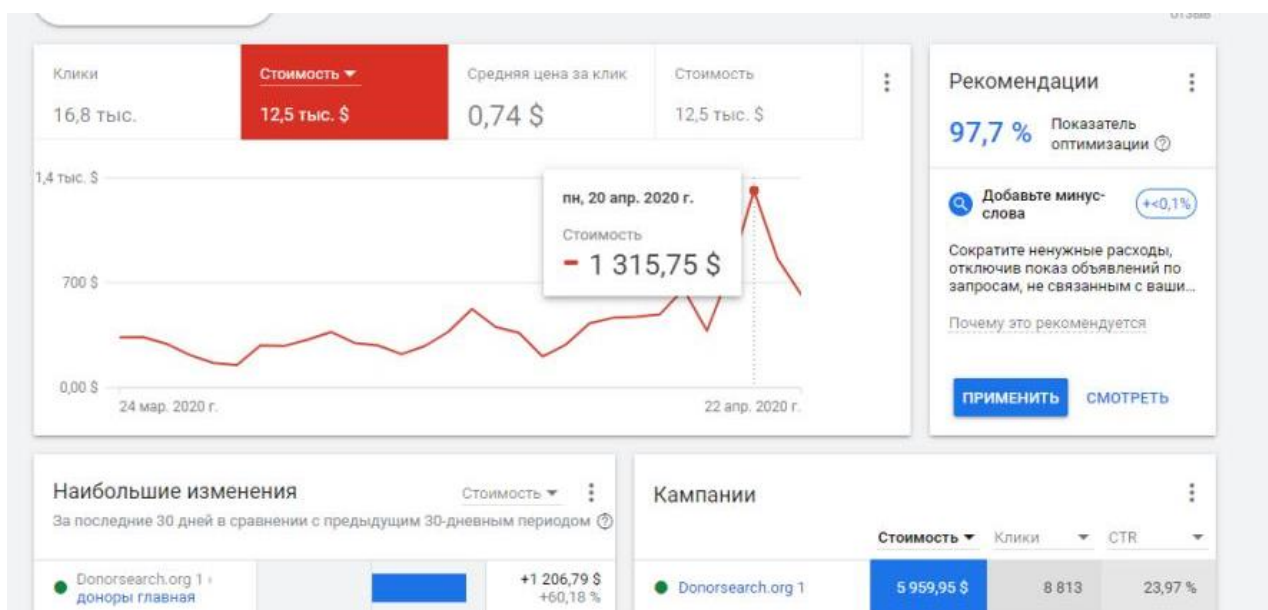 отзыв
Клики
16,8 тыс.
Стоимость
12,5 тыс. $
Средняя цена за клик
0,74 $
Стоимость
12,5 тыс. $
1,4 тыс. $
700 $
0,00 $
пн, 20 апр. 2020 г.
Стоимость
1 315,75 $
24 мар. 2020 г.
22 апр. 2020 г.
Рекомендации
97,7 %
Показатель
оптимизации
Добавьте минус-
слова
+<0,1%
Сократите ненужные расходы,
отключив показ объявлений по
запросам, не связанным с ваши...
Почему это рекомендуется
ПРИМЕНИТЬ
СМОТРЕТЬ
Наибольшие изменения
Стоимость
За последние 30 дней в сравнении с предыдущим 30-дневным периодом
Donorsearch.org 1 ›
доноры главная
+1 206,79 $
+60,18 %
Кампании
Стоимость
Клики
CTR
Donorsearch.org 1
5 959,95 $
8 813
23,97 %